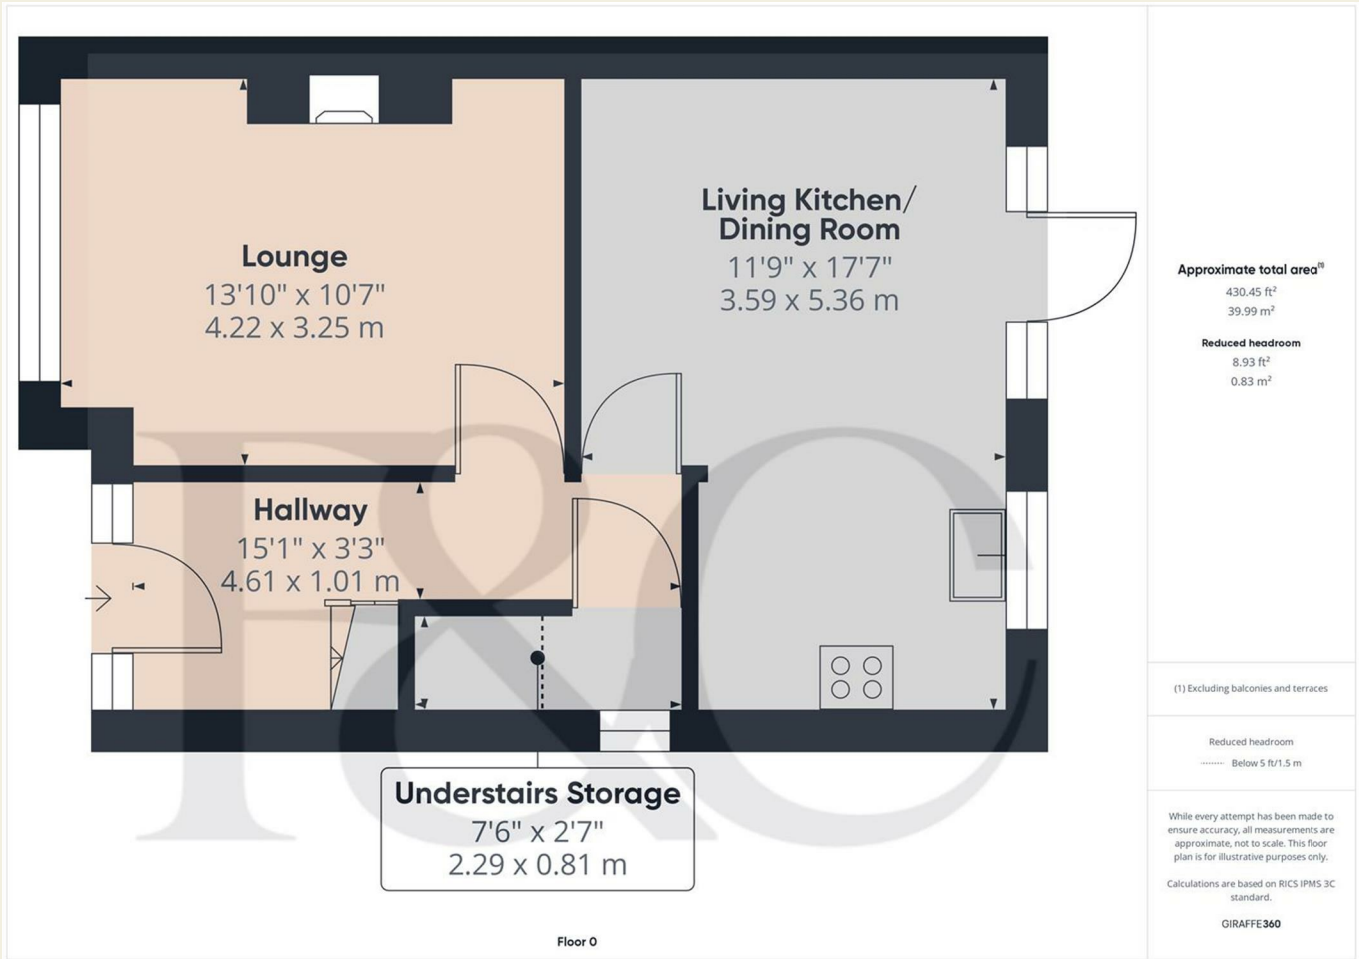 Lounge
13'10" x 10'7"
4.22 x 3.25 m
Living Kitchen/
Dining Room
11'9" x 17'7"
3.59 x 5.36 m
Hallway
15'1" x 3'3"
4.61 x 1.01 m
Understairs Storage
7'6" x 2'7"
2.29 x 0.81 m
Floor 0
F&C
Approximate total area(1)
430.45 ft²
39.99 m²
Reduced headroom
8.93 ft²
0.83 m²
(1) Excluding balconies and terraces
Reduced headroom
Below 5 ft/1.5 m
While every attempt has been made to
ensure accuracy, all measurements are
approximate, not to scale. This floor
plan is for illustrative purposes only.
Calculations are based on RICS IPMS 3C
standard.
GIRAFFE360